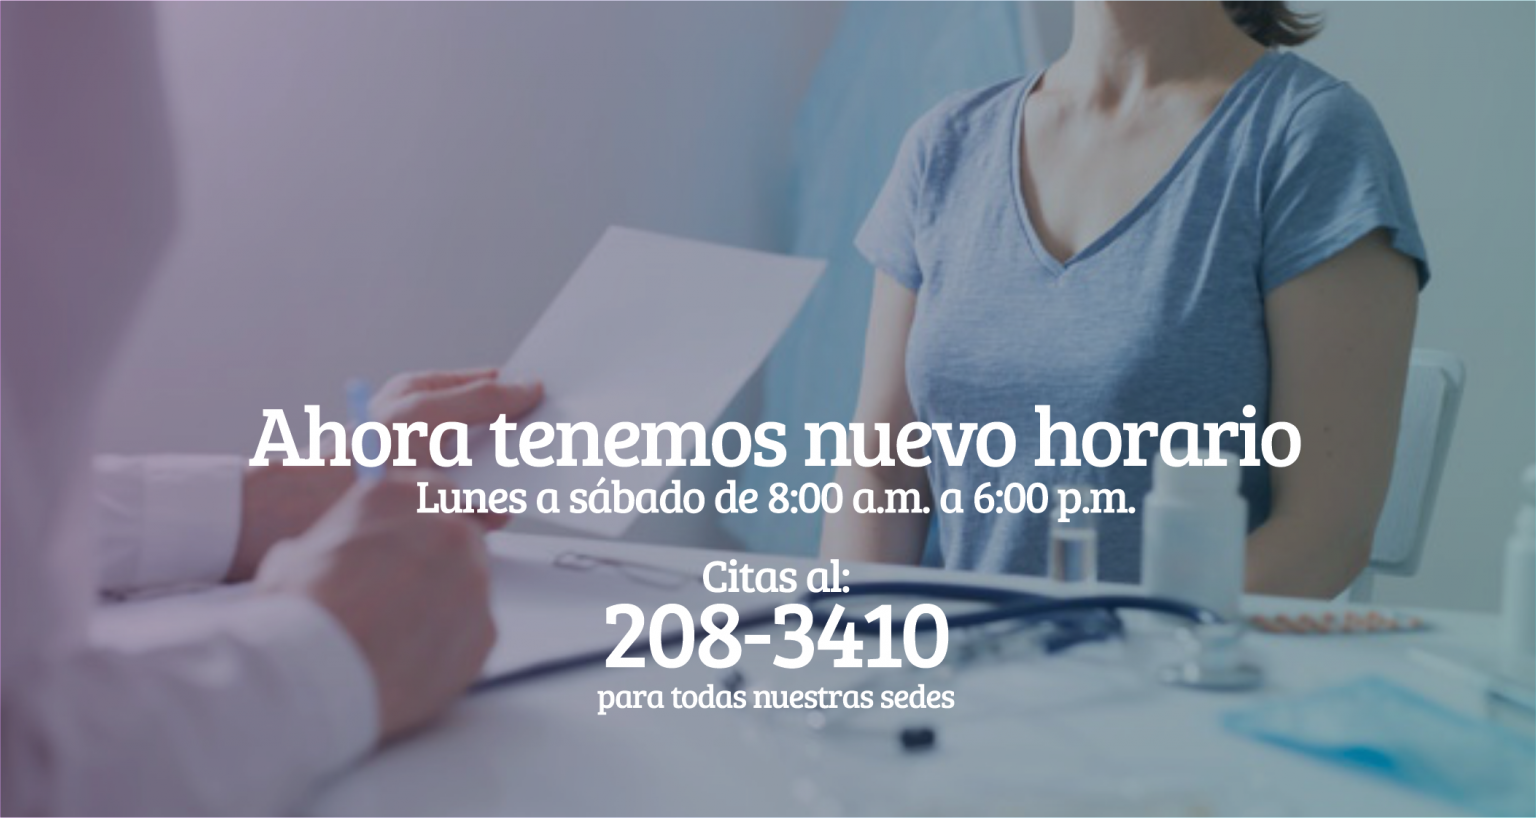 Ahora tenemos nuevo horario
Lunes a sábado de 8:00 a.m. a 6:00 p.m.
Citas al:
208-3410
para todas nuestras sedes